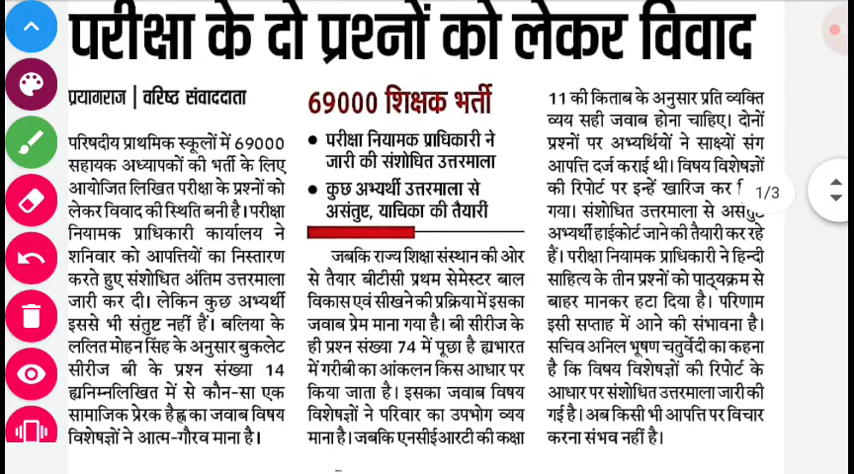 परीक्षा के दो प्रश्नों को लेकर विवाद
प्रयागराज | वरिष्ठ संवाददाता
परिषदीय प्राथमिक स्कूलों में 69000
सहायक अध्यापकों की भर्ती के लिए
आयोजित लिखित परीक्षा के प्रश्नों को
लेकर विवाद की स्थिति बनी है। परीक्षा
नियामक प्राधिकारी कार्यालय ने
शनिवार को आपत्तियों का निस्तारण
करते हुए संशोधित अंतिम उत्तरमाला
जारी कर दी। लेकिन कुछ अभ्यर्थी
इससे भी संतुष्ट नहीं हैं। बलिया के
ललित मोहन सिंह के अनुसार बुकलेट
सीरीज बी के प्रश्न संख्या 14
ह्यनिम्नलिखित में से कौन-सा एक
सामाजिक प्रेरक हैह्ल का जवाब विषय
विशेषज्ञों ने आत्म-गौरव माना है।
69000 शिक्षक भर्ती
● परीक्षा नियामक प्राधिकारी ने
जारी की संशोधित उत्तरमाला
● कुछ अभ्यर्थी उत्तरमाला से
असंतुष्ट, याचिका की तैयारी
जबकि राज्य शिक्षा संस्थान की ओर
से तैयार बीटीसी प्रथम सेमेस्टर बाल
विकास एवं सीखने की प्रक्रिया में इसका
जवाब प्रेम माना गया है। बी सीरीज के
ही प्रश्न संख्या 74 में पूछा है ह्यभारत
में गरीबी का आंकलन किस आधार पर
किया जाता है। इसका जवाब विषय
विशेषज्ञों ने परिवार का उपभोग व्यय
माना है। जबकि एनसीईआरटी की कक्षा
11 की किताब के अनुसार प्रति व्यक्ति
व्यय सही जवाब होना चाहिए। दोनों
प्रश्नों पर अभ्यर्थियों ने साक्ष्यों संग
आपत्ति दर्ज कराई थी। विषय विशेषज्ञों
की रिपोर्ट पर इन्हें खारिज कर
गया। संशोधित उत्तरमाला से असंतुष्ट
अभ्यर्थी हाईकोर्ट जाने की तैयारी कर रहे
हैं। परीक्षा नियामक प्राधिकारी ने हिन्दी
साहित्य के तीन प्रश्नों को पाठ्यक्रम से
बाहर मानकर हटा दिया है। परिणाम
इसी सप्ताह में आने की संभावना है।
सचिव अनिल भूषण चतुर्वेदी का कहना
है कि विषय विशेषज्ञों की रिपोर्ट के
आधार पर संशोधित उत्तरमाला जारी की
गई है। अब किसी भी आपत्ति पर विचार
करना संभव नहीं है।
1/3